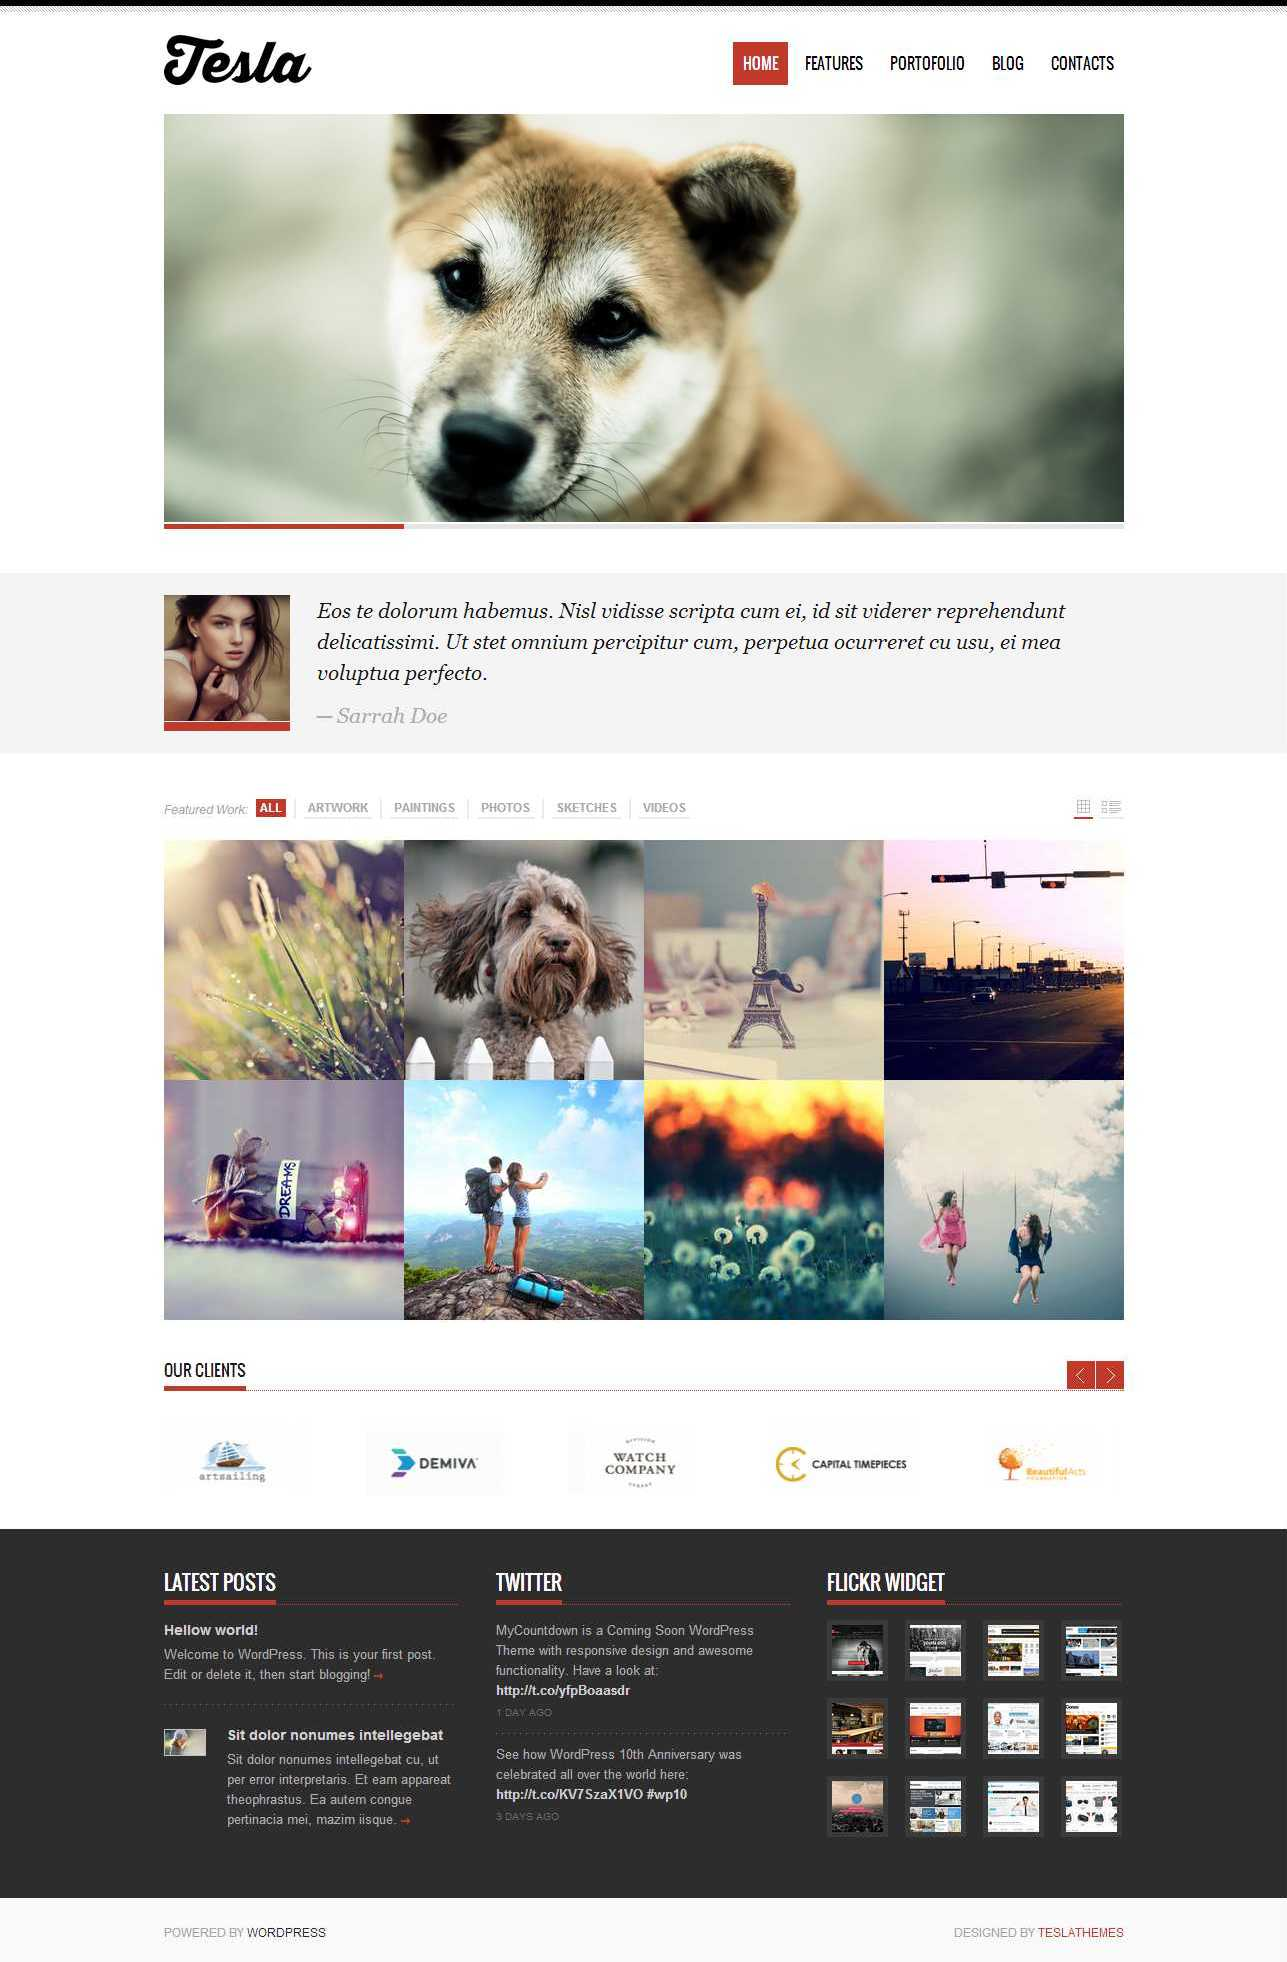 Tesla
HOME FEATURES PORTOFOLIO BLOG CONTACTS
Eos te dolorum habemus. Nisl vidisse scripta cum ei, id sit viderer reprehendunt
delicatissimi. Ut stet omnium percipitur cum, perpetua ocurreret cu usu, ei mea
voluptua perfecto.
— Sarrah Doe
Featured Work: ALL ARTWORK PAINTINGS PHOTOS SKETCHES VIDEOS
DREAMS
OUR CLIENTS
artsailing
DEMIVA
WATCH
COMPANY
CAPITAL TIMEPIECES
BeautifulActs
FOUNDATION
LATEST POSTS
Hellow world!
Welcome to WordPress. This is your first post.
Edit or delete it, then start blogging! →
Sit dolor nonumes intellegebat
Sit dolor nonumes intellegebat cu, ut
per error interpretaris. Et eam appareat
theophrastus. Ea autem congue
pertinacia mei, mazim iisque. →
TWITTER
MyCountdown is a Coming Soon WordPress
Theme with responsive design and awesome
functionality. Have a look at:
http://t.co/yfpBoaasdr
1 DAY AGO
See how WordPress 10th Anniversary was
celebrated all over the world here:
http://t.co/KV7SzaX1VO #wp10
3 DAYS AGO
FLICKR WIDGET
POWERED BY WORDPRESS
DESIGNED BY TESLATHEMES